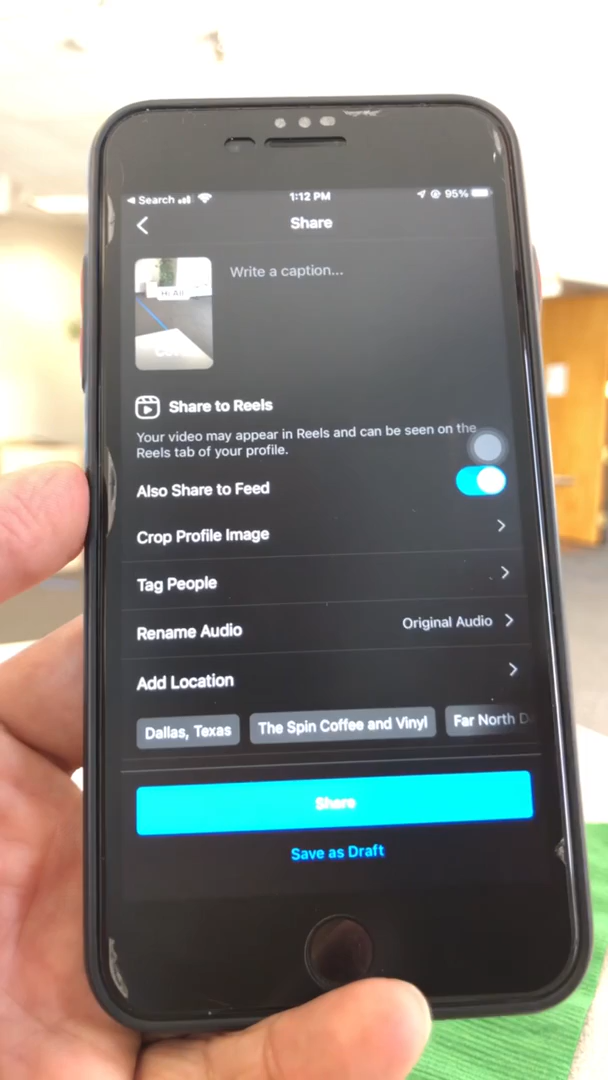 Search
1:12 PM
95%
Share
Write a caption...
Hi All
Share to Reels
Your video may appear in Reels and can be seen on the
Reels tab of your profile.
Also Share to Feed
Crop Profile Image
Tag People
Rename Audio
Original Audio
Add Location
Dallas, Texas
The Spin Coffee and Vinyl
Far North D
Share
Save as Draft